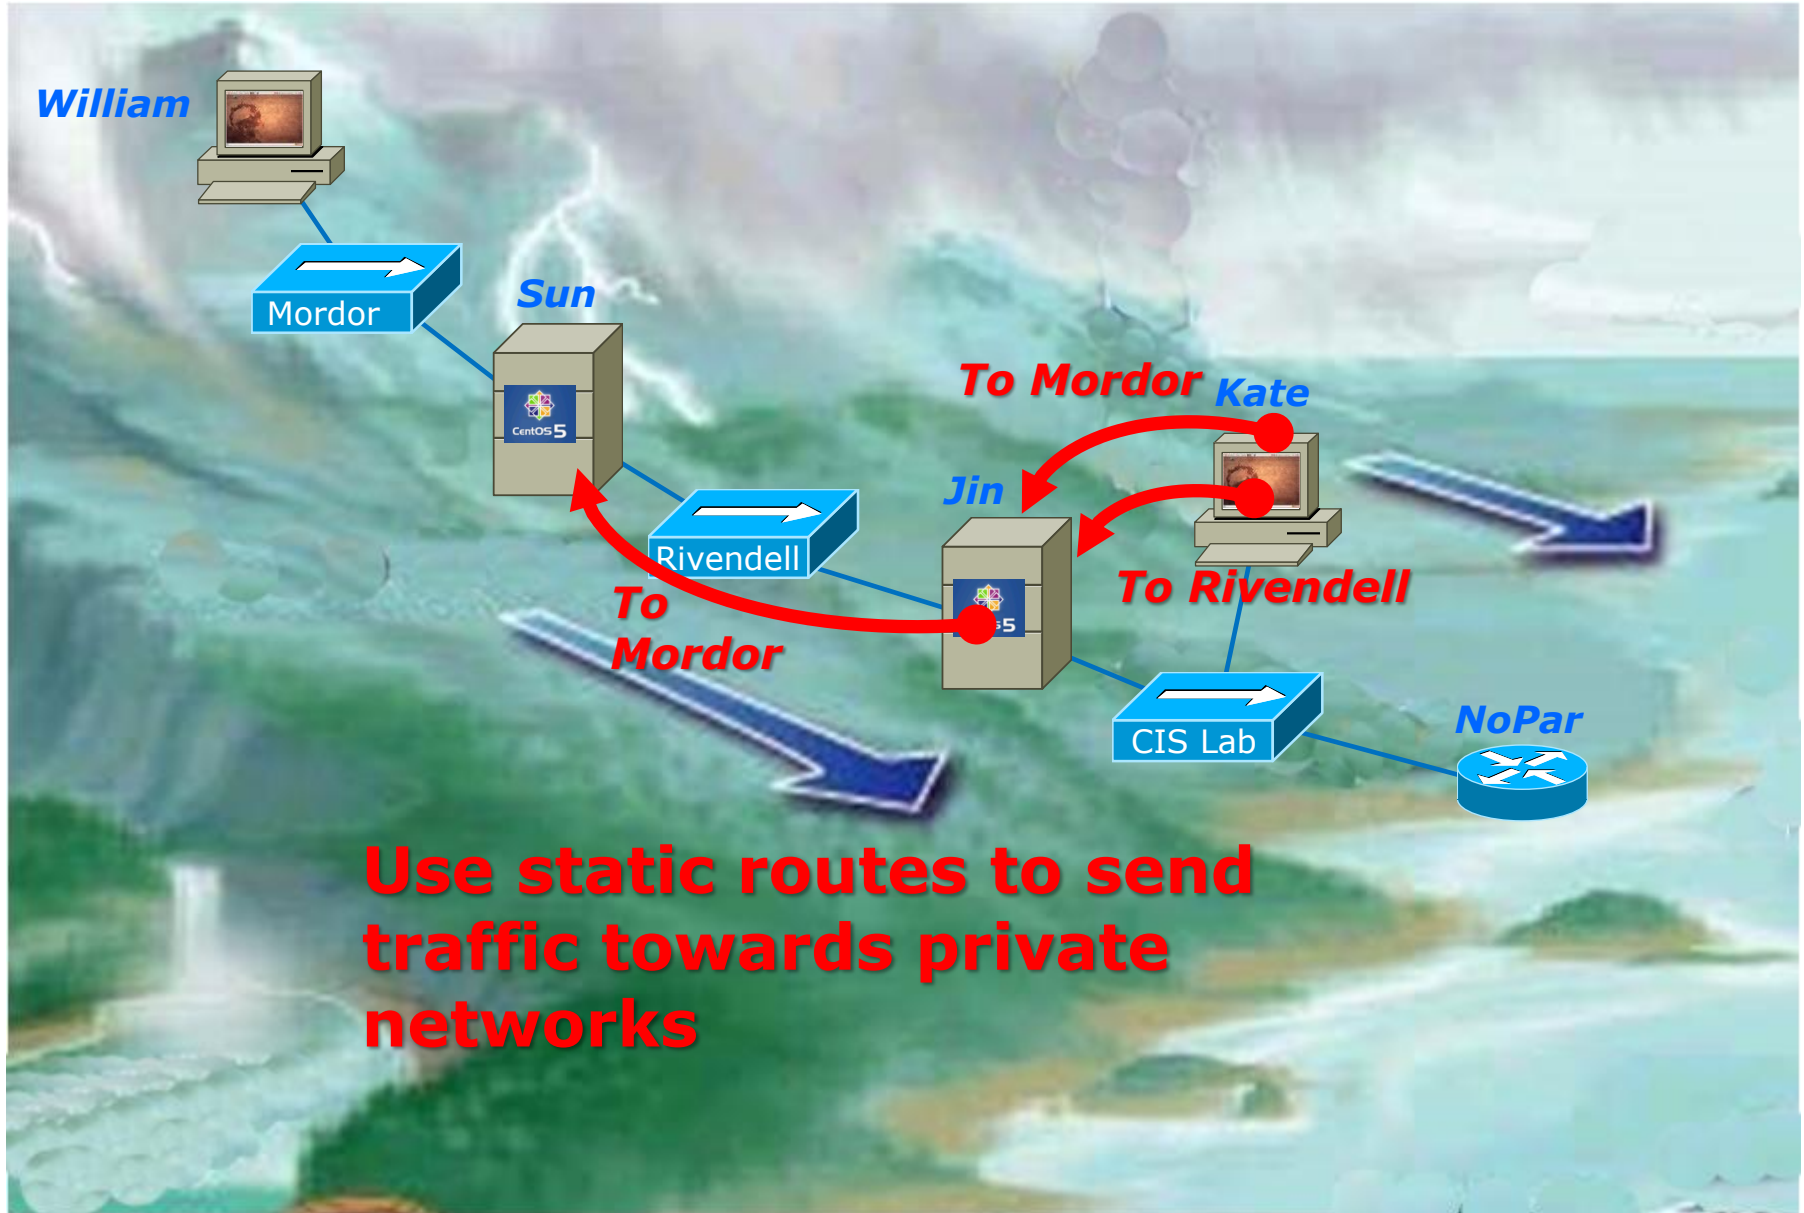 William
Mordor
Sun
CentOS 5
To Mordor
Kate
Jin
Rivendell
To Rivendell
To
Mordor
s5
CIS Lab
NoPar
Use static routes to send
traffic towards private
networks